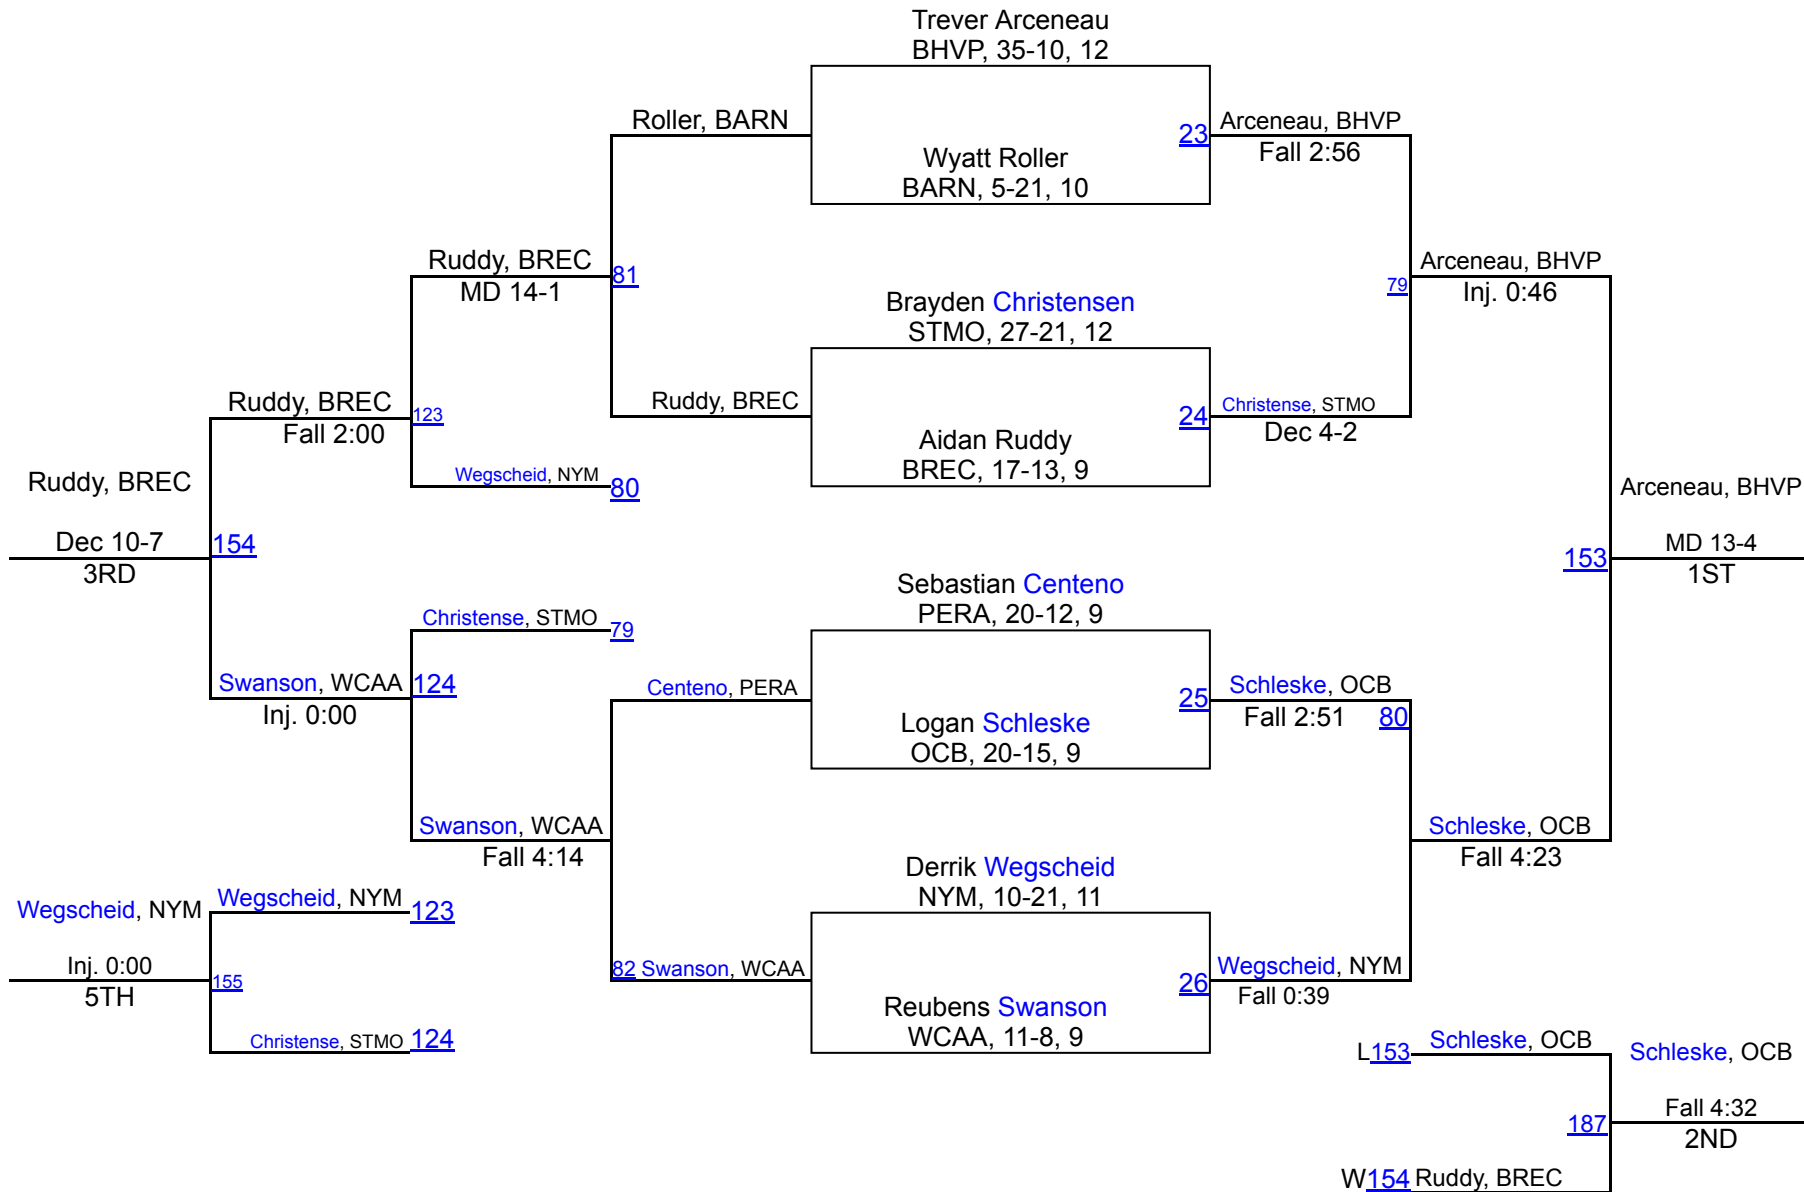 Trever Arceneau
BHVP, 35-10, 12
Roller, BARN
23
Arceneau, BHVP
Fall 2:56
Wyatt Roller
BARN, 5-21, 10
Ruddy, BREC
MD 14-1
81
Arceneau, BHVP
Inj. 0:46
79
Brayden Christensen
STMO, 27-21, 12
Ruddy, BREC
Fall 2:00
123
Ruddy, BREC
24
Christense, STMO
Dec 4-2
Aidan Ruddy
BREC, 17-13, 9
Wegscheid, NYM
80
Ruddy, BREC
Dec 10-7
3RD
154
Arceneau, BHVP
153
MD 13-4
1ST
Sebastian Centeno
PERA, 20-12, 9
Christense, STMO
79
Swanson, WCAA
Inj. 0:00
124
Centeno, PERA
25
Schleske, OCB
Fall 2:51
80
Logan Schleske
OCB, 20-15, 9
Swanson, WCAA
Fall 4:14
Schleske, OCB
Fall 4:23
Derrik Wegscheid
NYM, 10-21, 11
Wegscheid, NYM
Wegscheid, NYM
123
Inj. 0:00
5TH
155
82
Swanson, WCAA
26
Wegscheid, NYM
Fall 0:39
Reubens Swanson
WCAA, 11-8, 9
Christense, STMO
124
L153
Schleske, OCB
Schleske, OCB
187
Fall 4:32
2ND
W154
Ruddy, BREC